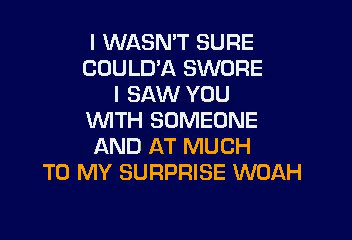 I WASN'T SURE
COULD'A SWORE
I SAW YOU
WITH SOMEONE
AND AT MUCH
TO MY SURPRISE WOAH